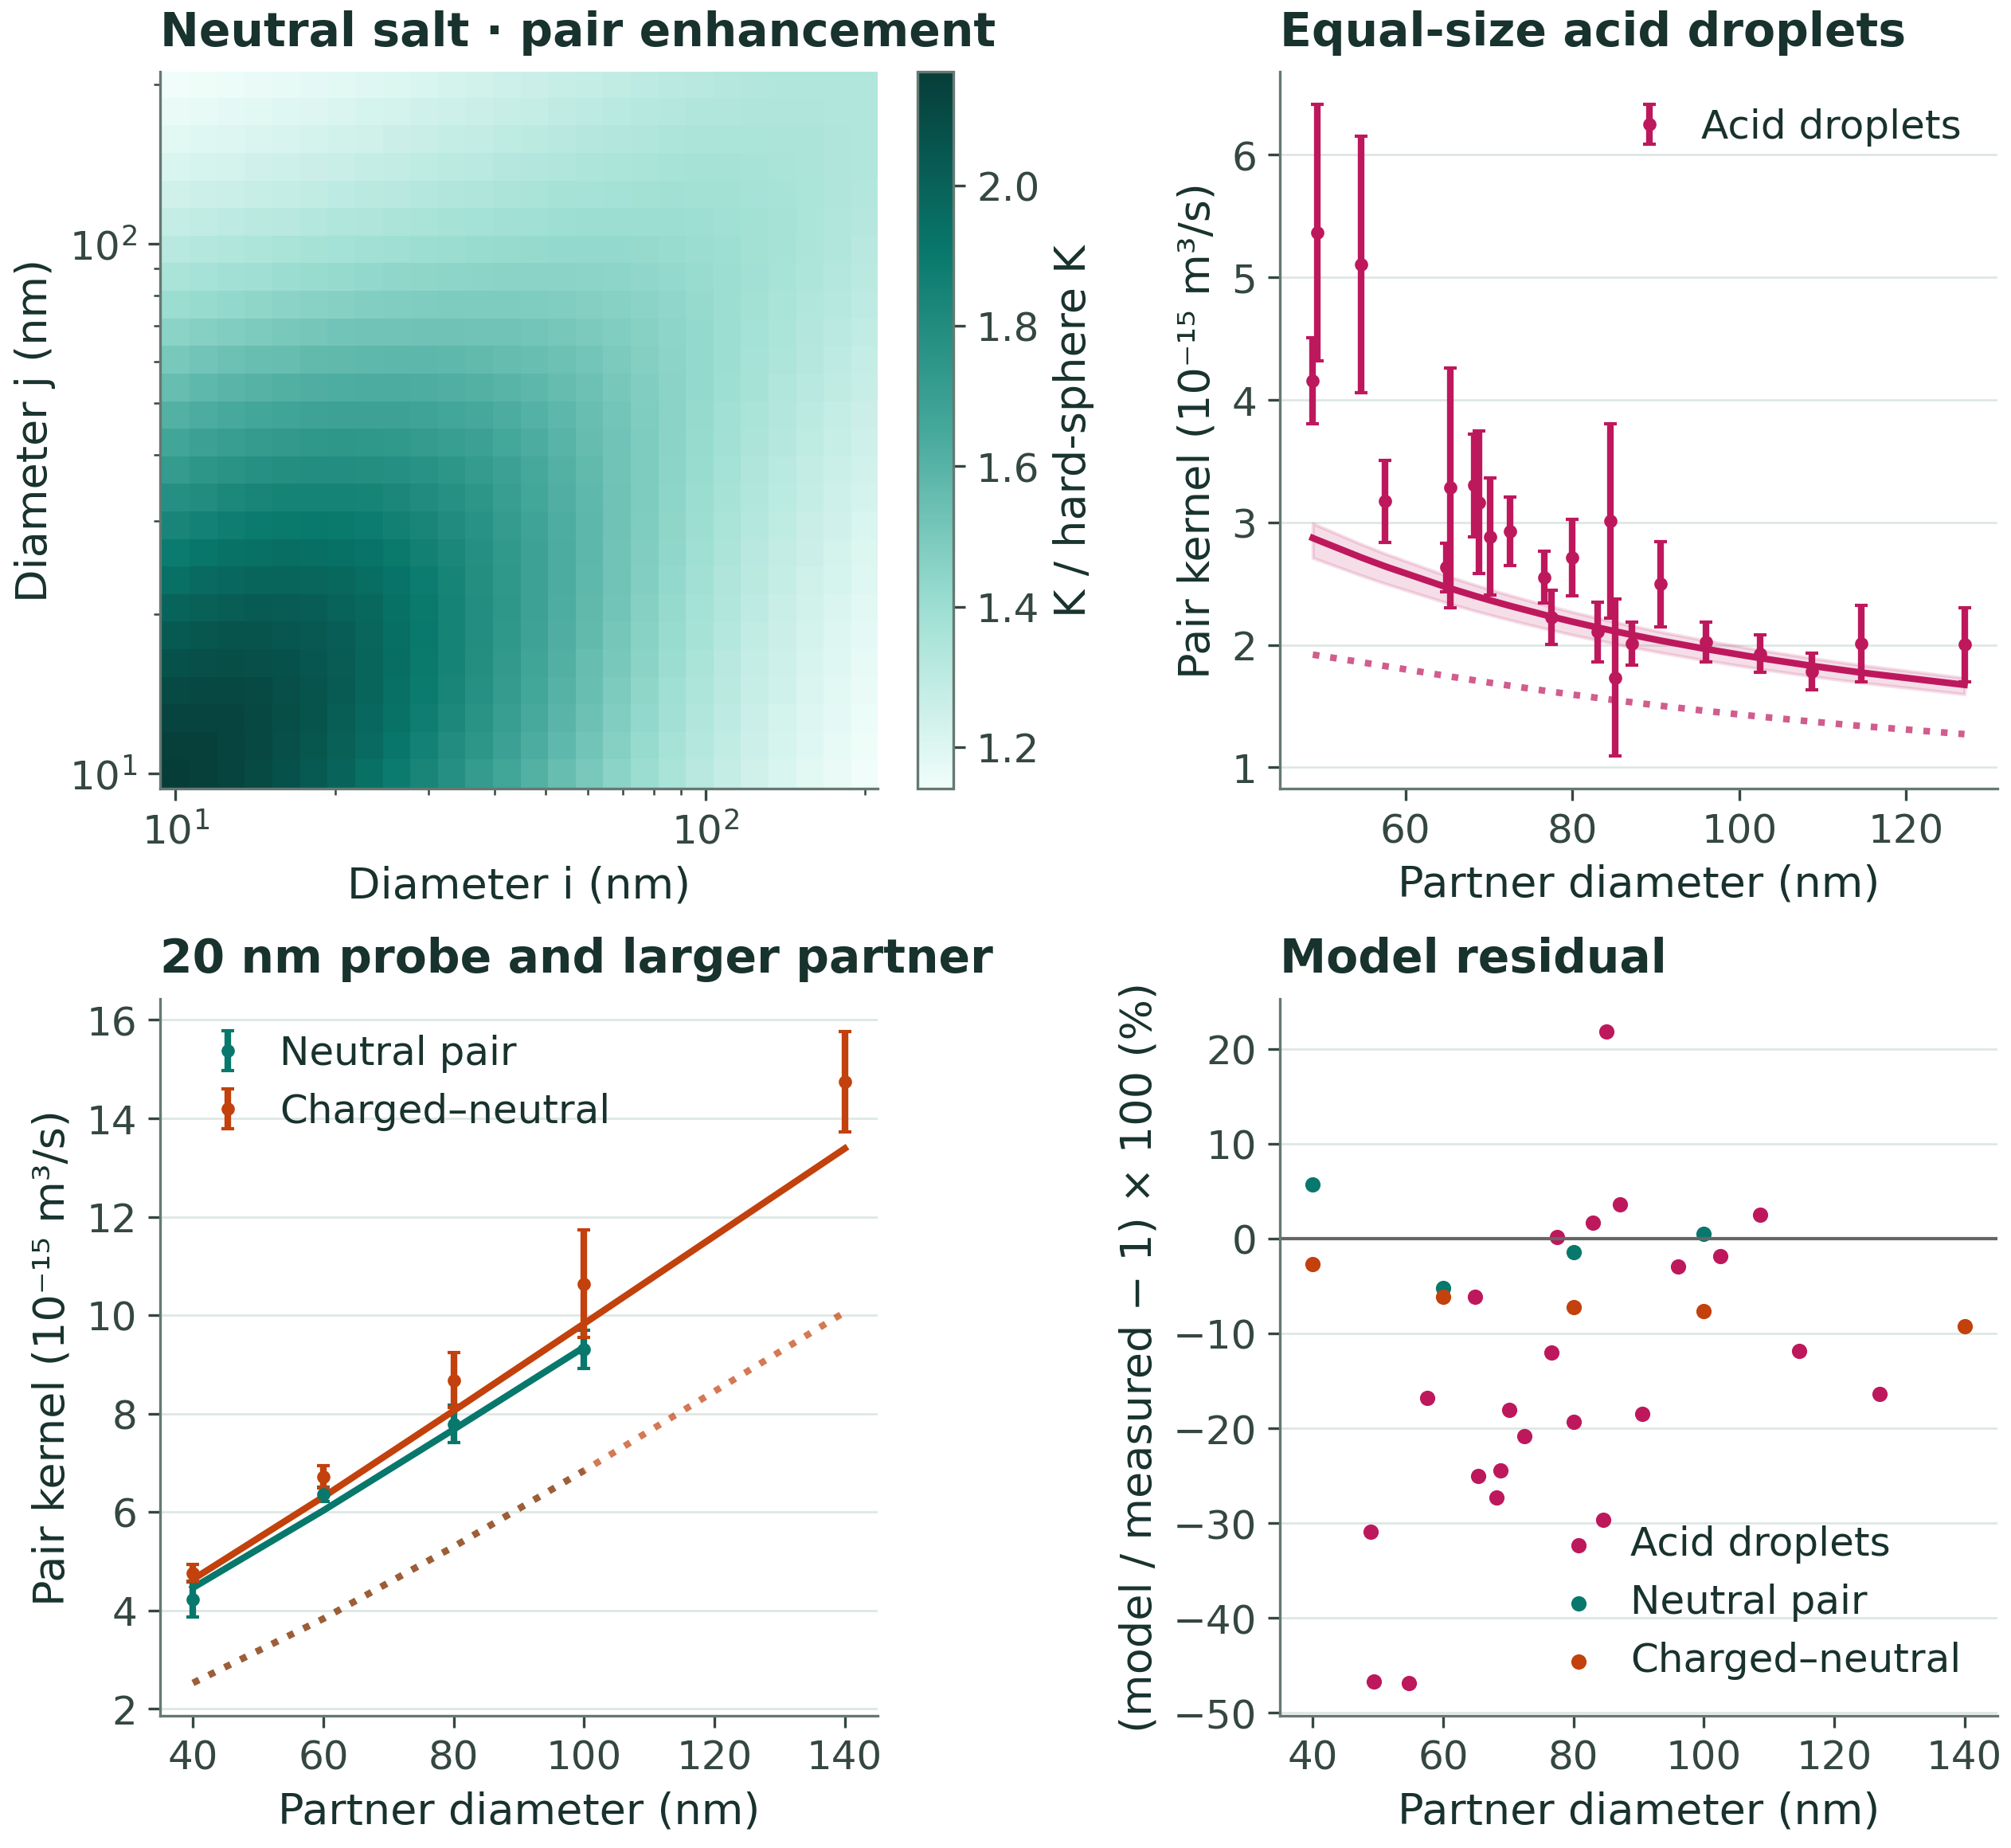 Neutral salt · pair enhancement
Diameter j (nm)
10²
10¹
10¹
10²
Diameter i (nm)
2.0
1.8
1.6
1.4
1.2
K / hard-sphere K
Equal-size acid droplets
Acid droplets
Pair kernel (10⁻¹⁵ m³/s)
6
5
4
3
2
1
60
80
100
120
Partner diameter (nm)
20 nm probe and larger partner
Neutral pair
Charged–neutral
Pair kernel (10⁻¹⁵ m³/s)
16
14
12
10
8
6
4
2
40
60
80
100
120
140
Partner diameter (nm)
Model residual
(model / measured − 1) × 100 (%)
20
10
0
−10
−20
−30
−40
−50
Acid droplets
Neutral pair
Charged–neutral
40
60
80
100
120
140
Partner diameter (nm)